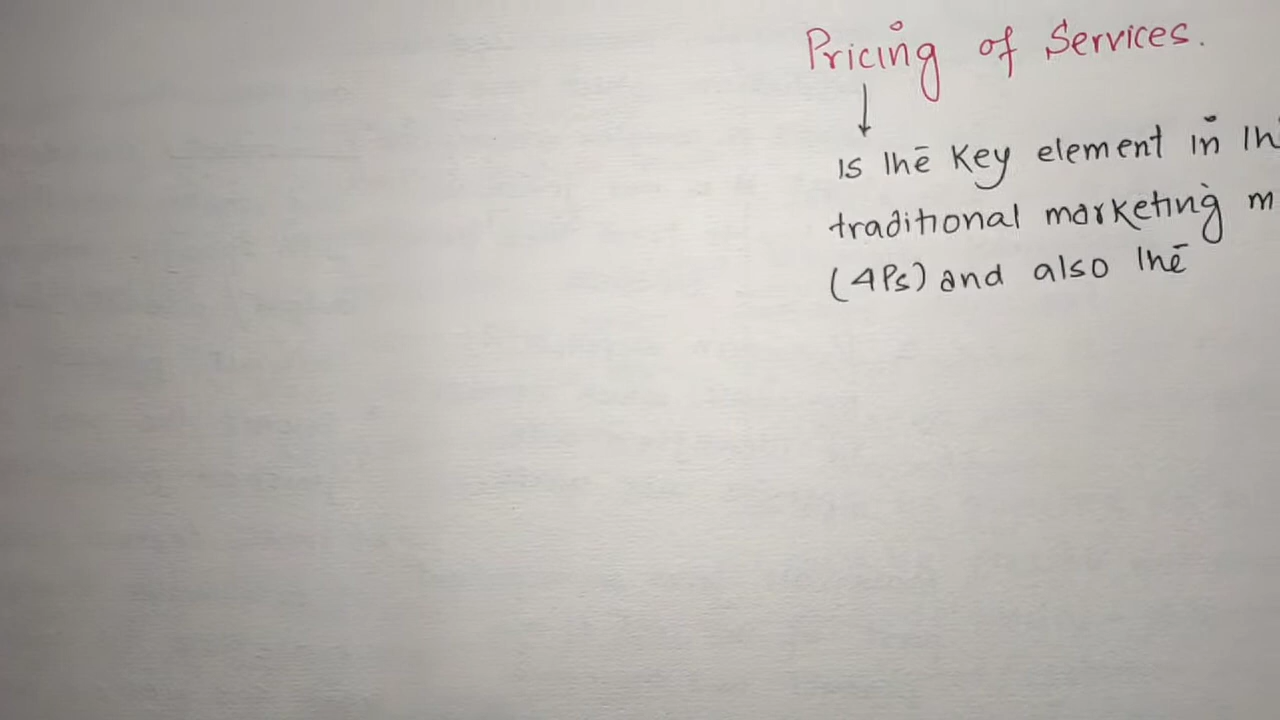 Pricing of Services.
is the key element in
traditional marketing
(4Ps) and also the